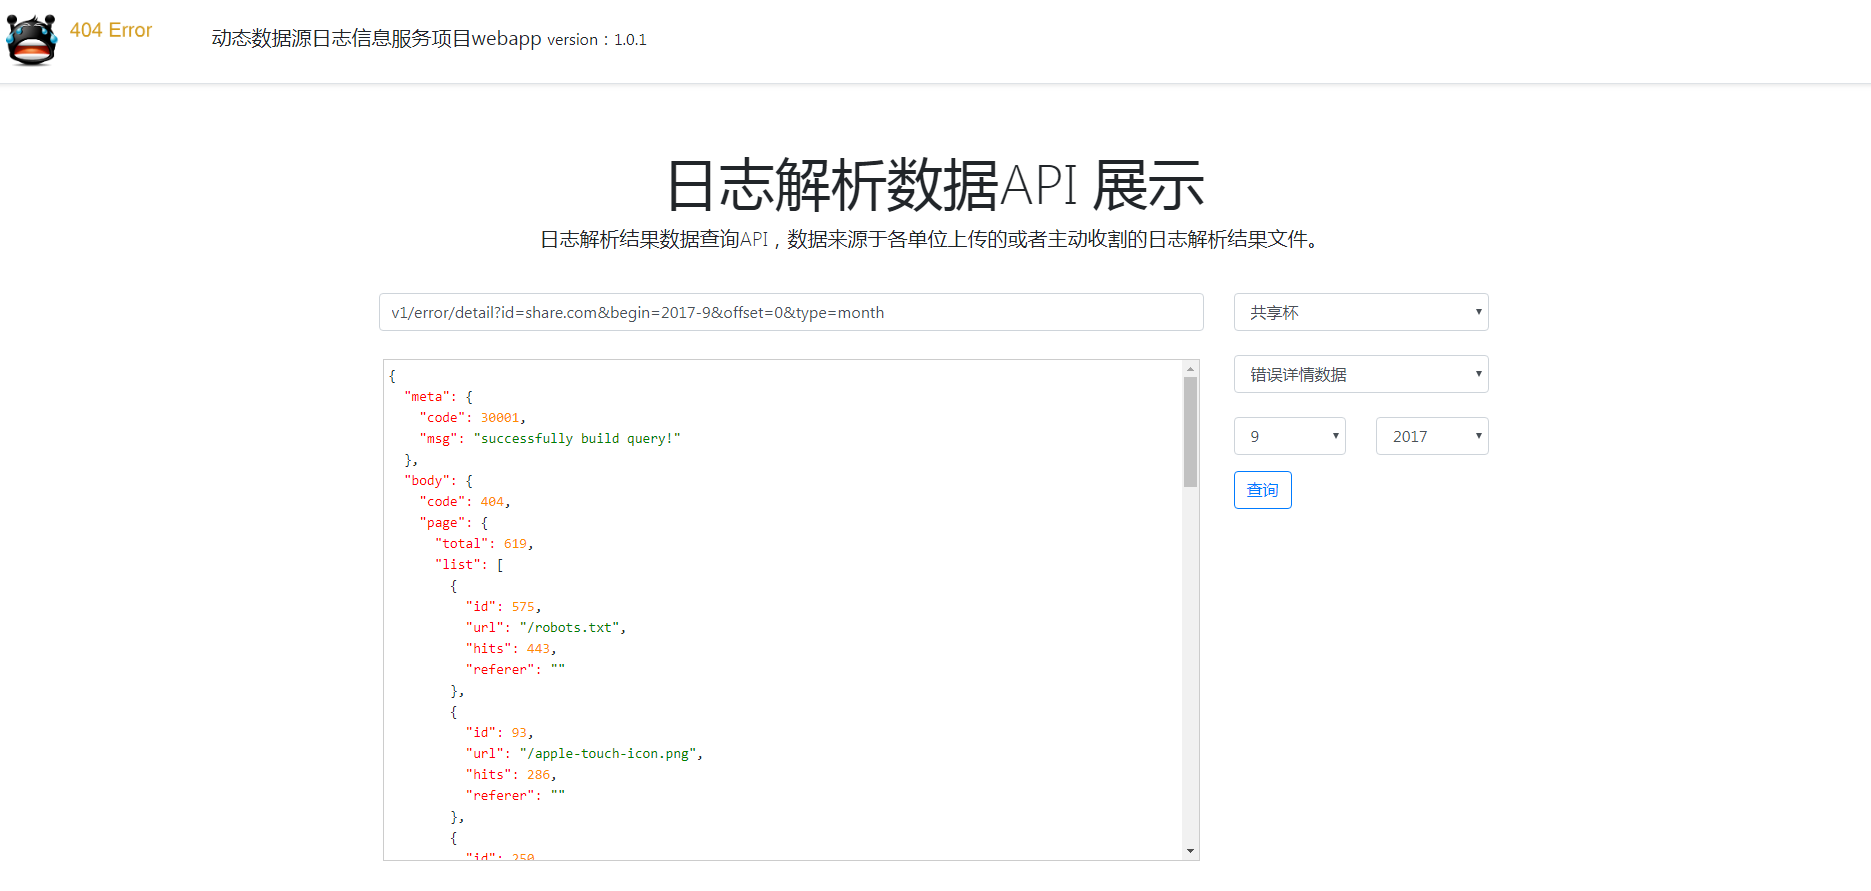 404 Error
动态数据源日志信息服务项目webapp version：1.0.1
日志解析数据API 展示
日志解析结果数据查询API，数据来源于各单位上传的或者主动收割的日志解析结果文件。
v1/error/detail?id=share.com&begin=2017-9&offset=0&type=month
共享杯
错误详情数据
9
2017
查询
{
"meta": {
"code": 30001,
"msg": "successfully build query!"
},
"body": {
"code": 404,
"page": {
"total": 619,
"list": [
{
"id": 575,
"url": "/robots.txt",
"hits": 443,
"referer": ""
},
{
"id": 93,
"url": "/apple-touch-icon.png",
"hits": 286,
"referer": ""
},
{
"id": 250